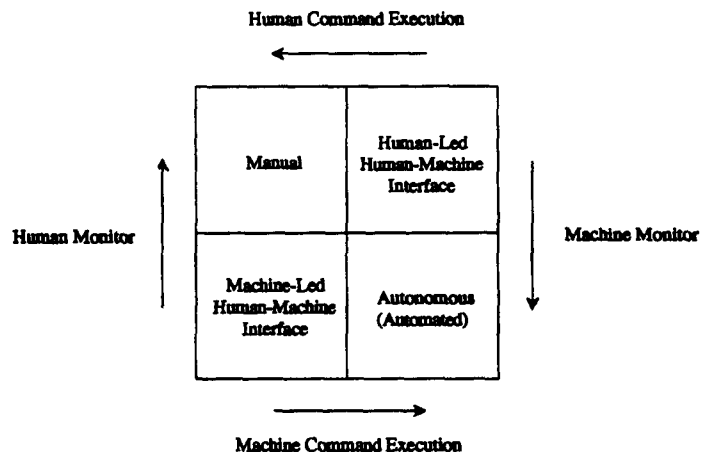 Human Command Execution
Manual
Human-Led
Human-Machine
Interface
Human Monitor
Machine Monitor
Machine-Led
Human-Machine
Interface
Autonomous
(Automated)
Machine Command Execution